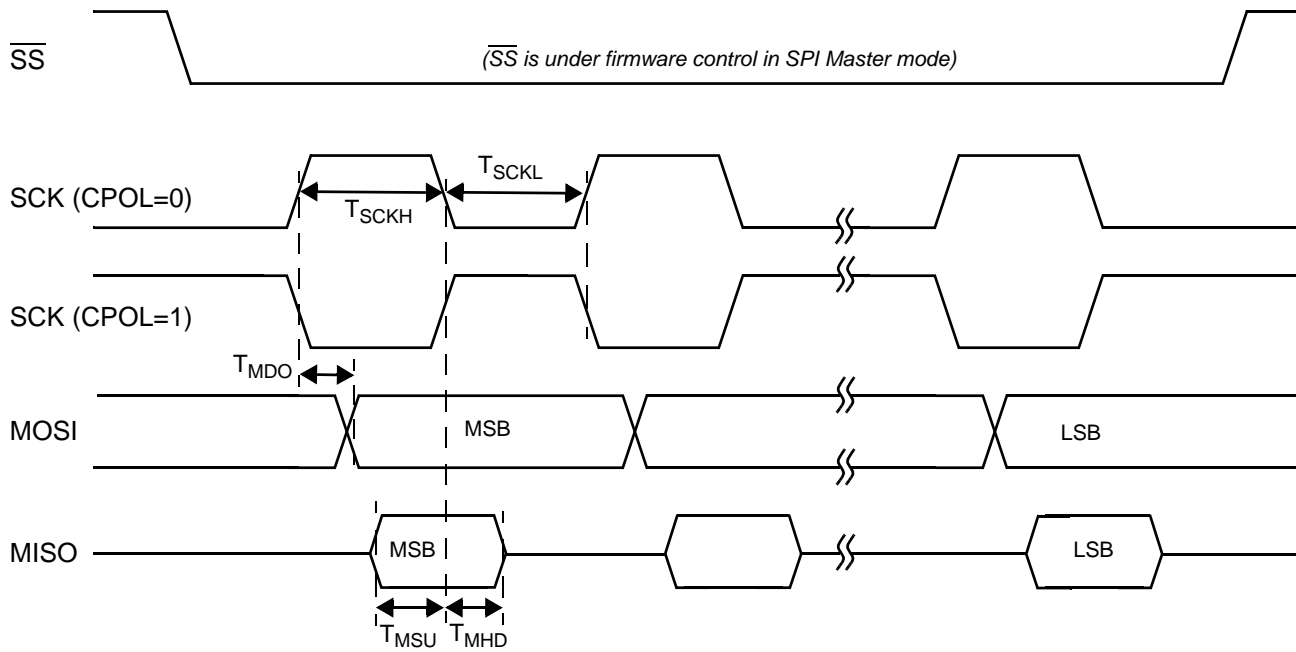 SS
(SS is under firmware control in SPI Master mode)
SCK (CPOL=0)
TSCKH
TSCKL
SCK (CPOL=1)
TMDO
MOSI
MSB
LSB
MISO
MSB
LSB
TMSU
TMHD